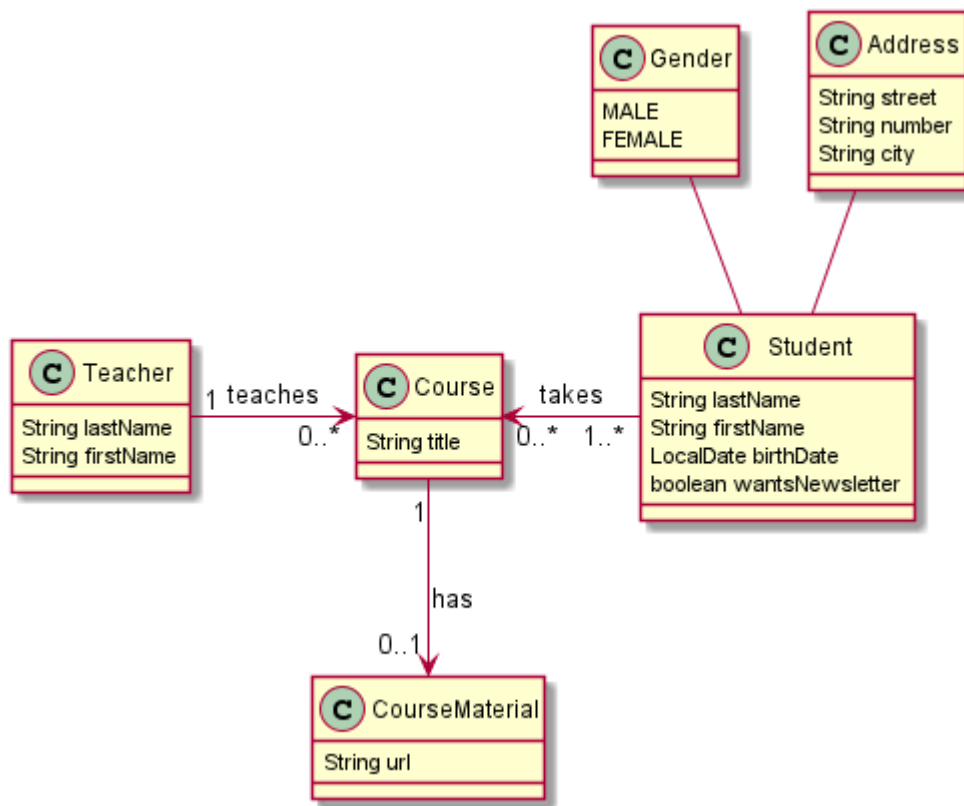 C Gender
MALE
FEMALE
C Address
String street
String number
String city
C Teacher
String lastName
String firstName
1 teaches
0..*
C Course
String title
takes
0..* 1..*
C Student
String lastName
String firstName
LocalDate birthDate
boolean wantsNewsletter
1
has
0..1
C CourseMaterial
String url